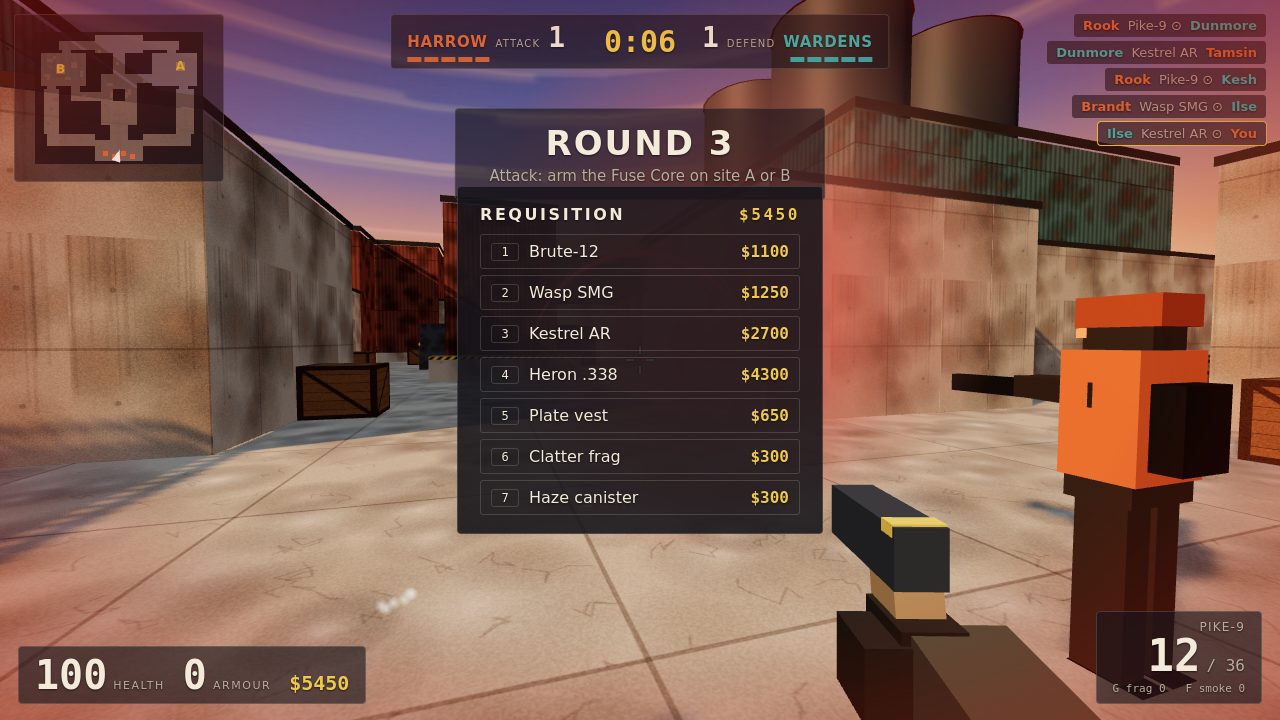 B
A
HARROW ATTACK 1 0:06 1 DEFEND WARDENS
Rook Pike-9 ⊙ Dunmore
Dunmore Kestrel AR Tamsin
Rook Pike-9 ⊙ Kesh
Brandt Wasp SMG ⊙ Ilse
Ilse Kestrel AR ⊙ You
ROUND 3
Attack: arm the Fuse Core on site A or B
REQUISITION $5450
1 Brute-12 $1100
2 Wasp SMG $1250
3 Kestrel AR $2700
4 Heron .338 $4300
5 Plate vest $650
6 Clatter frag $300
7 Haze canister $300
100 HEALTH 0 ARMOUR $5450
PIKE-9
12 / 36
G frag 0 F smoke 0